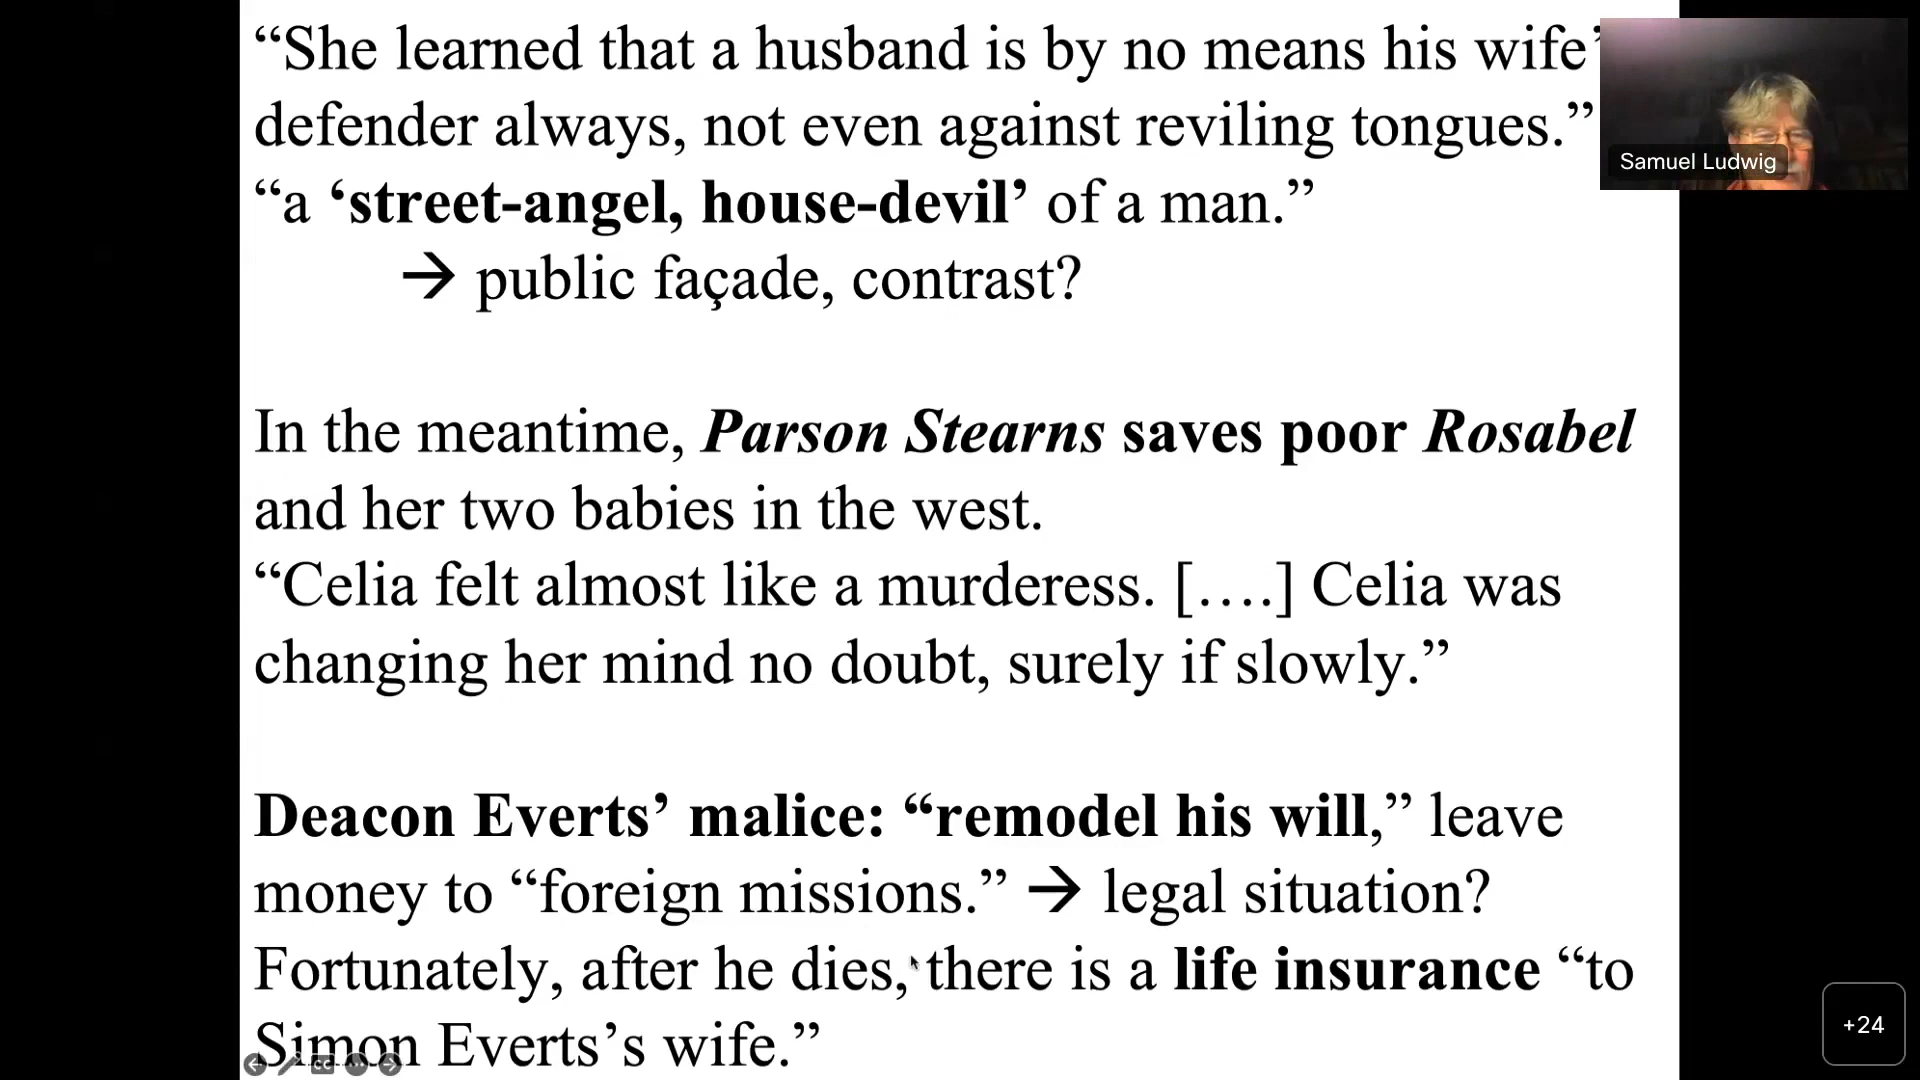 “She learned that a husband is by no means his wife’
defender always, not even against reviling tongues.”
“a ‘street-angel, house-devil’ of a man.”
→ public façade, contrast?
In the meantime, Parson Stearns saves poor Rosabel
and her two babies in the west.
“Celia felt almost like a murderess. [….] Celia was
changing her mind no doubt, surely if slowly.”
Deacon Everts’ malice: “remodel his will,” leave
money to “foreign missions.” → legal situation?
Fortunately, after he dies, there is a life insurance “to
Simon Everts’s wife.”
Samuel Ludwig
+24